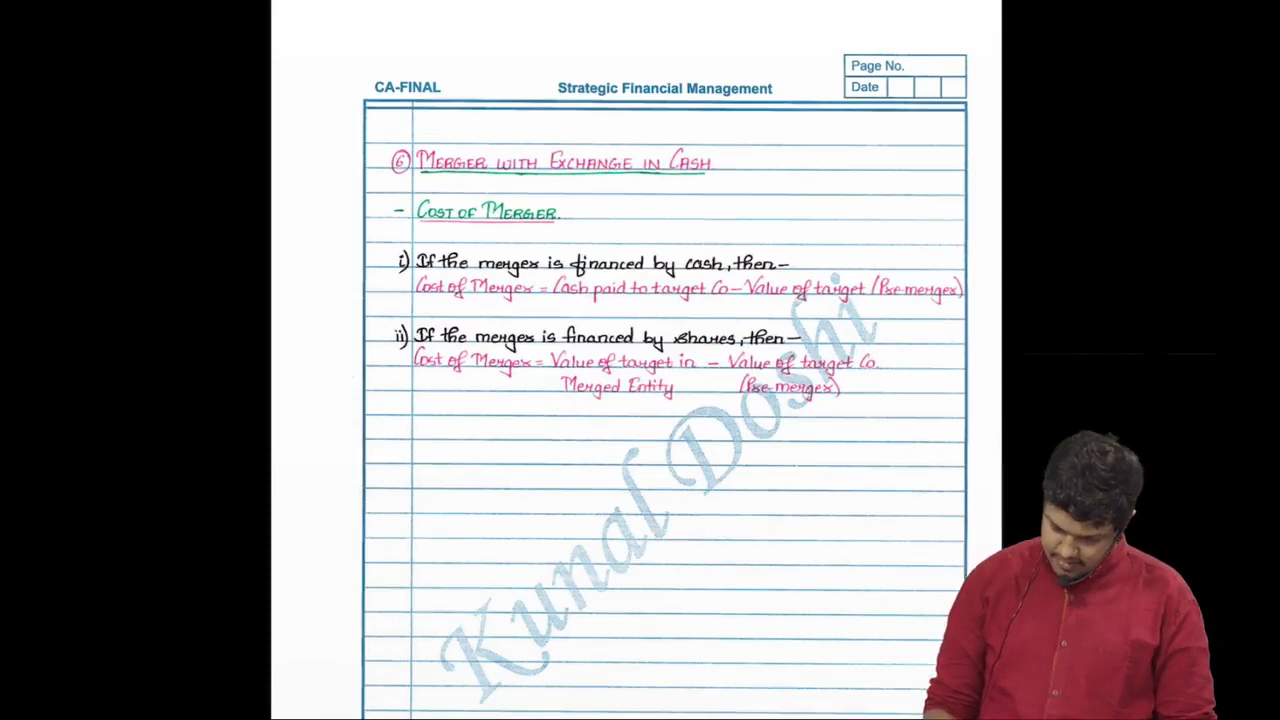 Page No.
CA-FINAL Strategic Financial Management Date
⑥ MERGER WITH EXCHANGE IN CASH
- COST OF MERGER.
i) If the merger is financed by cash, then -
Cost of Merger = Cash paid to target Co - Value of target (Pre-merger)
ii) If the merger is financed by shares, then -
Cost of Merger = Value of target in - Value of target Co.
Merged Entity (Pre-merger)
Kunal Doshi